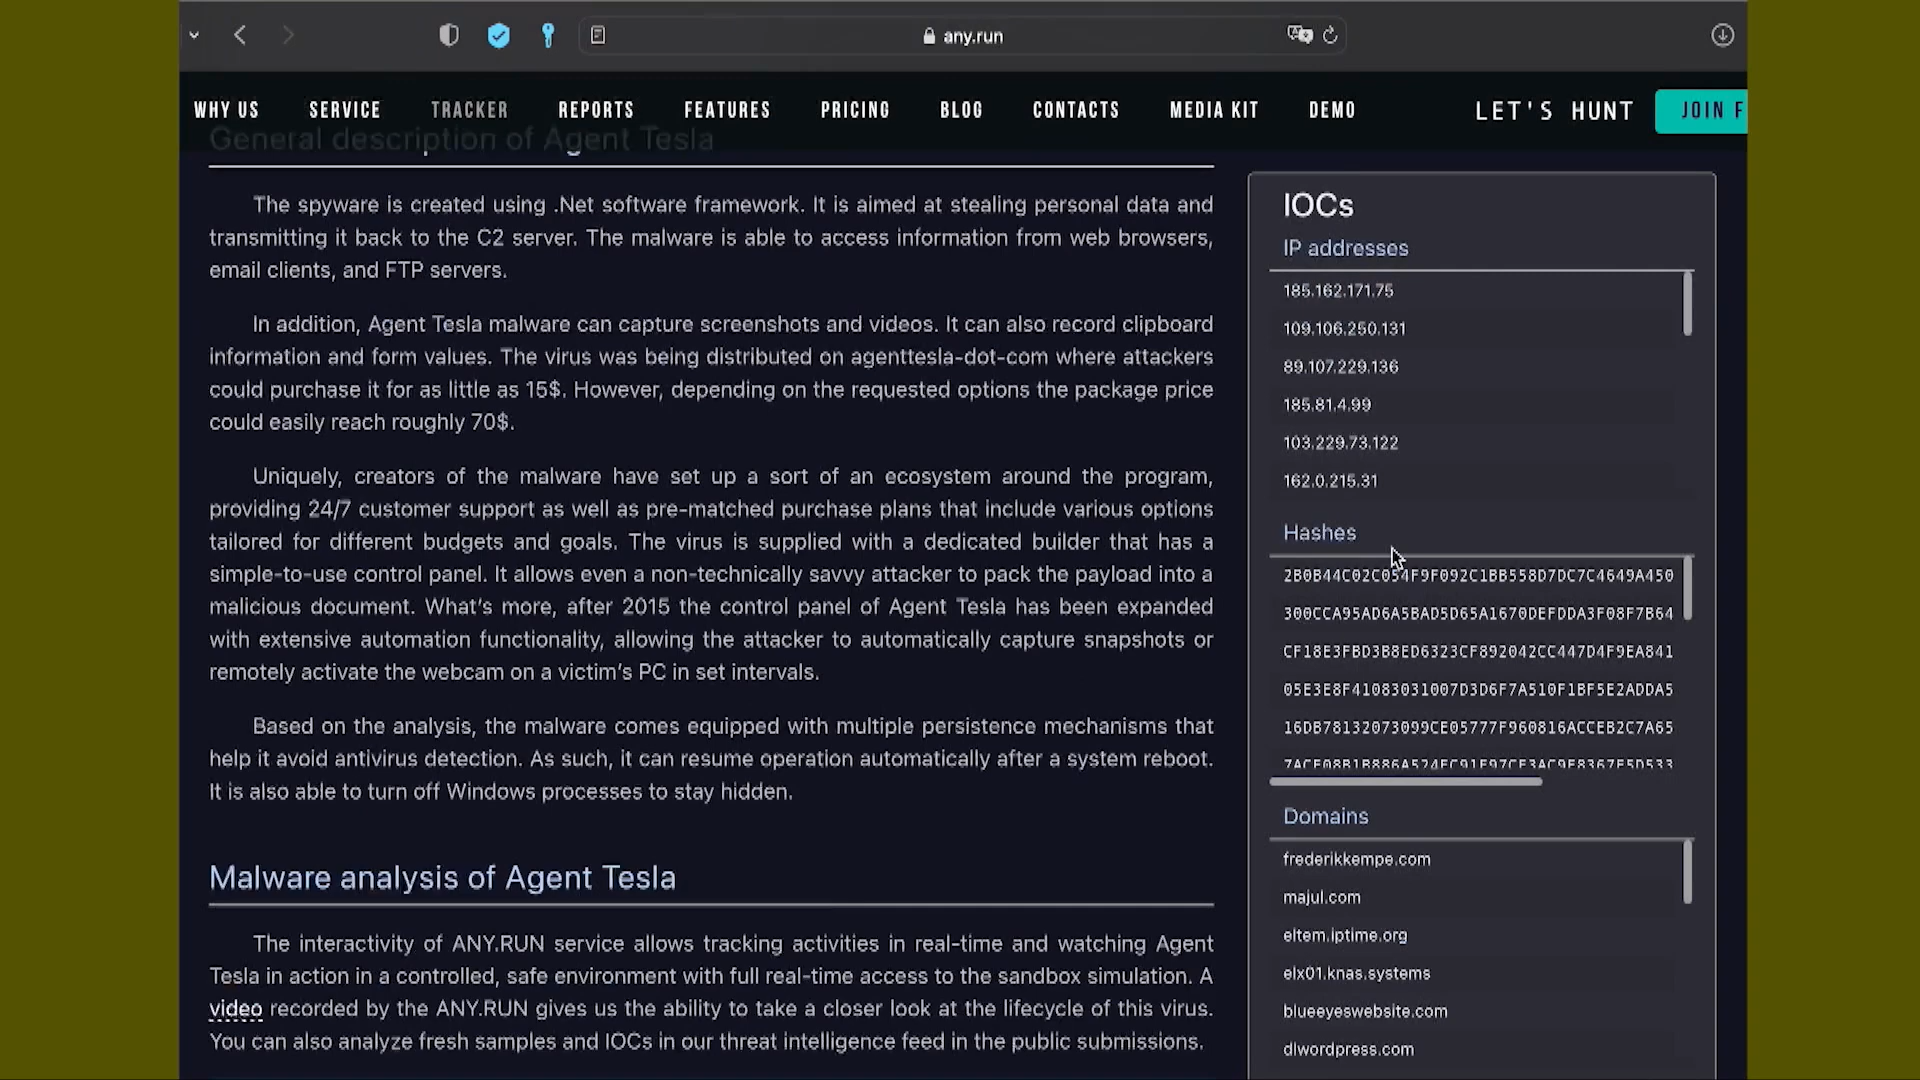 any.run
WHY US SERVICE TRACKER REPORTS FEATURES PRICING BLOG CONTACTS MEDIA KIT DEMO LET'S HUNT JOIN F
General description of Agent Tesla
The spyware is created using .Net software framework. It is aimed at stealing personal data and
transmitting it back to the C2 server. The malware is able to access information from web browsers,
email clients, and FTP servers.
In addition, Agent Tesla malware can capture screenshots and videos. It can also record clipboard
information and form values. The virus was being distributed on agenttesla-dot-com where attackers
could purchase it for as little as 15$. However, depending on the requested options the package price
could easily reach roughly 70$.
Uniquely, creators of the malware have set up a sort of an ecosystem around the program,
providing 24/7 customer support as well as pre-matched purchase plans that include various options
tailored for different budgets and goals. The virus is supplied with a dedicated builder that has a
simple-to-use control panel. It allows even a non-technically savvy attacker to pack the payload into a
malicious document. What's more, after 2015 the control panel of Agent Tesla has been expanded
with extensive automation functionality, allowing the attacker to automatically capture snapshots or
remotely activate the webcam on a victim's PC in set intervals.
Based on the analysis, the malware comes equipped with multiple persistence mechanisms that
help it avoid antivirus detection. As such, it can resume operation automatically after a system reboot.
It is also able to turn off Windows processes to stay hidden.
Malware analysis of Agent Tesla
The interactivity of ANY.RUN service allows tracking activities in real-time and watching Agent
Tesla in action in a controlled, safe environment with full real-time access to the sandbox simulation. A
video recorded by the ANY.RUN gives us the ability to take a closer look at the lifecycle of this virus.
You can also analyze fresh samples and IOCs in our threat intelligence feed in the public submissions.
IOCs
IP addresses
185.162.171.75
109.106.250.131
89.107.229.136
185.81.4.99
103.229.73.122
162.0.215.31
Hashes
2B0B44C02C054F9F092C1BB558D7DC7C4649A450
300CCA95AD6A5BAD5D65A1670DEFDDA3F08F7B64
CF18E3FBD3B8ED6323CF892042CC447D4F9EA841
05E3E8F41083031007D3D6F7A510F1BF5E2ADDA5
16DB78132073099CE05777F960816ACCEB2C7A65
Domains
frederikkempe.com
majul.com
eltem.iptime.org
elx01.knas.systems
blueeyeswebsite.com
dlwordpress.com